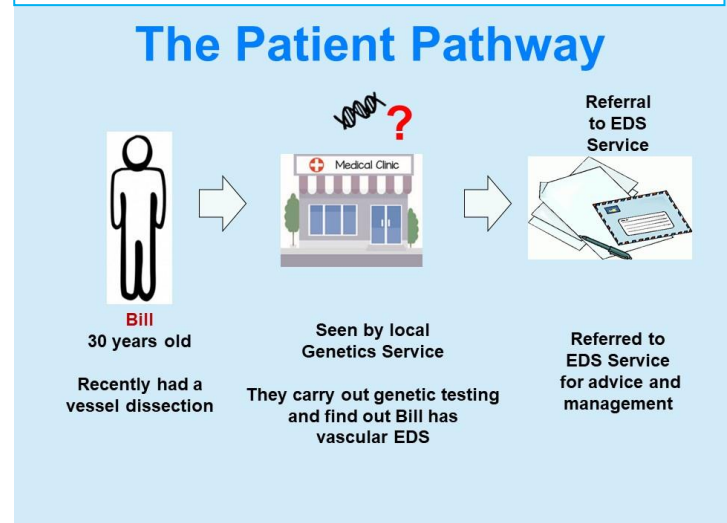 The Patient Pathway
Referral
to EDS
Service
?
Medical Clinic
Bill
30 years old
Recently had a
vessel dissection
Seen by local
Genetics Service
They carry out genetic testing
and find out Bill has
vascular EDS
Referred to
EDS Service
for advice and
management